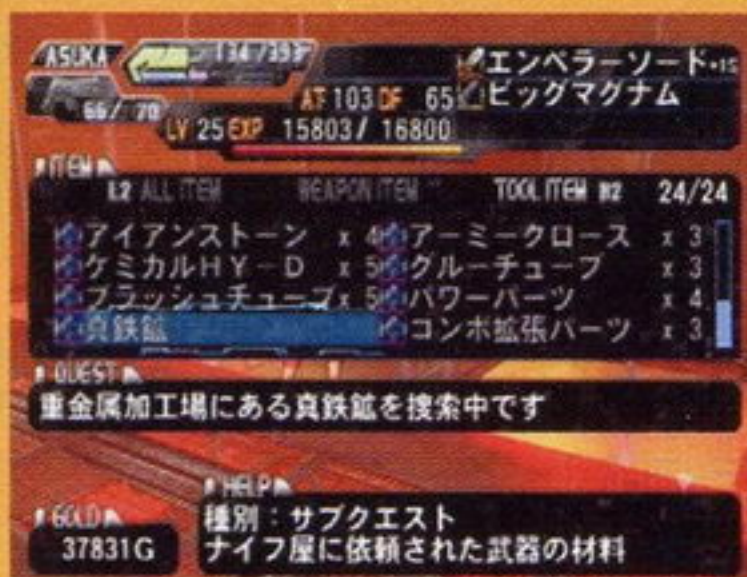 ASUKA 134/393 エンペラーソード+15
66/70 AT 103 DF 65 ビッグマグナム
LV 25 EXP 15803/ 16800
ITEM
L2 ALL ITEM WEAPON ITEM TOOL ITEM R2 24/24
アイアンストーン x 4 アーミークロース x 3
ケミカルHY-D x 5 グルーチューブ x 3
ブラッシュチューブ x 5 パワーパーツ x 4
真鉄鉱 コンボ拡張パーツ x 3
QUEST
重金属加工場にある真鉄鉱を捜索中です
HELP
種別：サブクエスト
ナイフ屋に依頼された武器の材料
GOLD
37831G